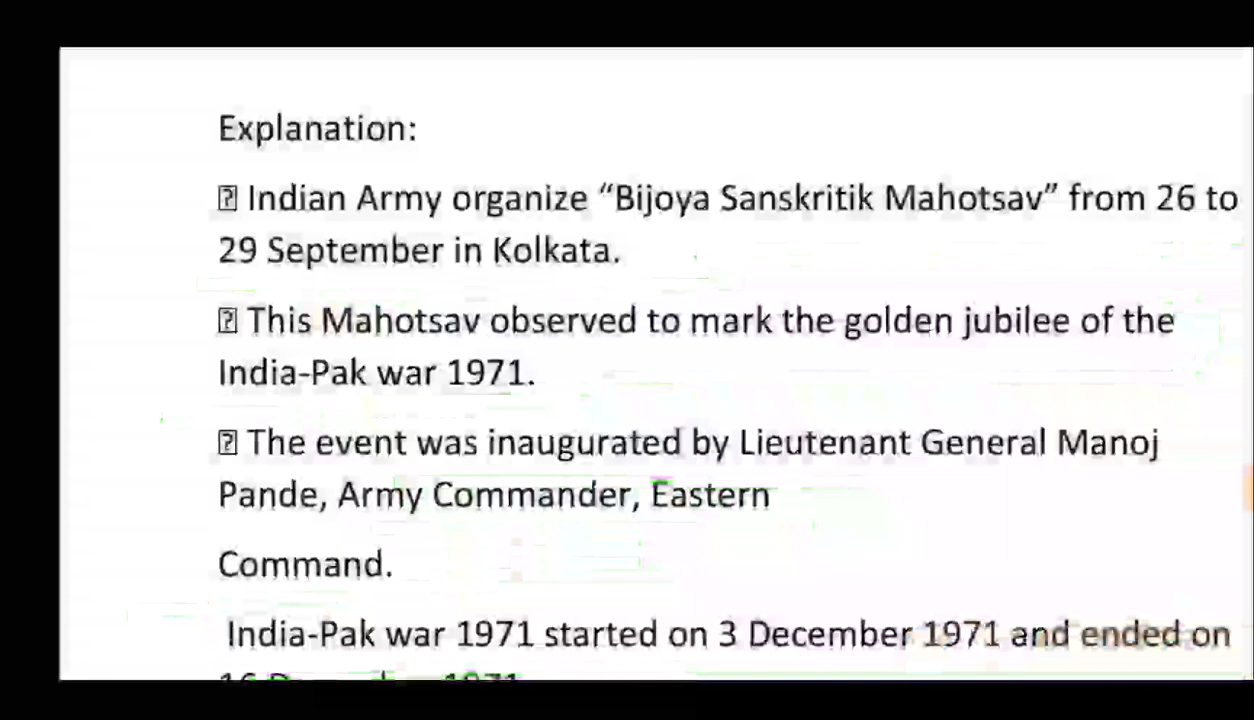 Explanation:
⍰ Indian Army organize “Bijoya Sanskritik Mahotsav” from 26 to
29 September in Kolkata.
⍰ This Mahotsav observed to mark the golden jubilee of the
India-Pak war 1971.
⍰ The event was inaugurated by Lieutenant General Manoj
Pande, Army Commander, Eastern
Command.
India-Pak war 1971 started on 3 December 1971 and ended on